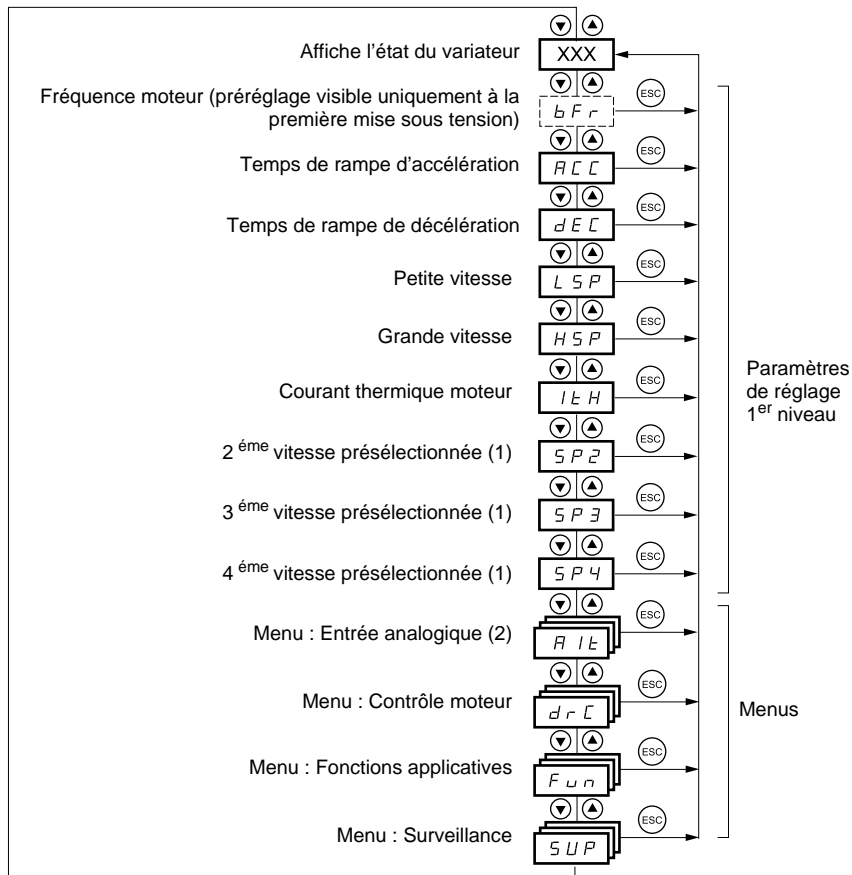 Affiche l'état du variateur
XXX
Fréquence moteur (préréglage visible uniquement à la
première mise sous tension)
bFr
ESC
Temps de rampe d'accélération
ACC
ESC
Temps de rampe de décélération
dEC
ESC
Petite vitesse
LSP
ESC
Grande vitesse
HSP
ESC
Courant thermique moteur
ItH
ESC
2 éme vitesse présélectionnée (1)
SP2
ESC
3 éme vitesse présélectionnée (1)
SP3
ESC
4 éme vitesse présélectionnée (1)
SP4
ESC
Paramètres
de réglage
1er niveau
Menu : Entrée analogique (2)
AIt
ESC
Menu : Contrôle moteur
drC
ESC
Menu : Fonctions applicatives
Fun
ESC
Menu : Surveillance
SUP
ESC
Menus